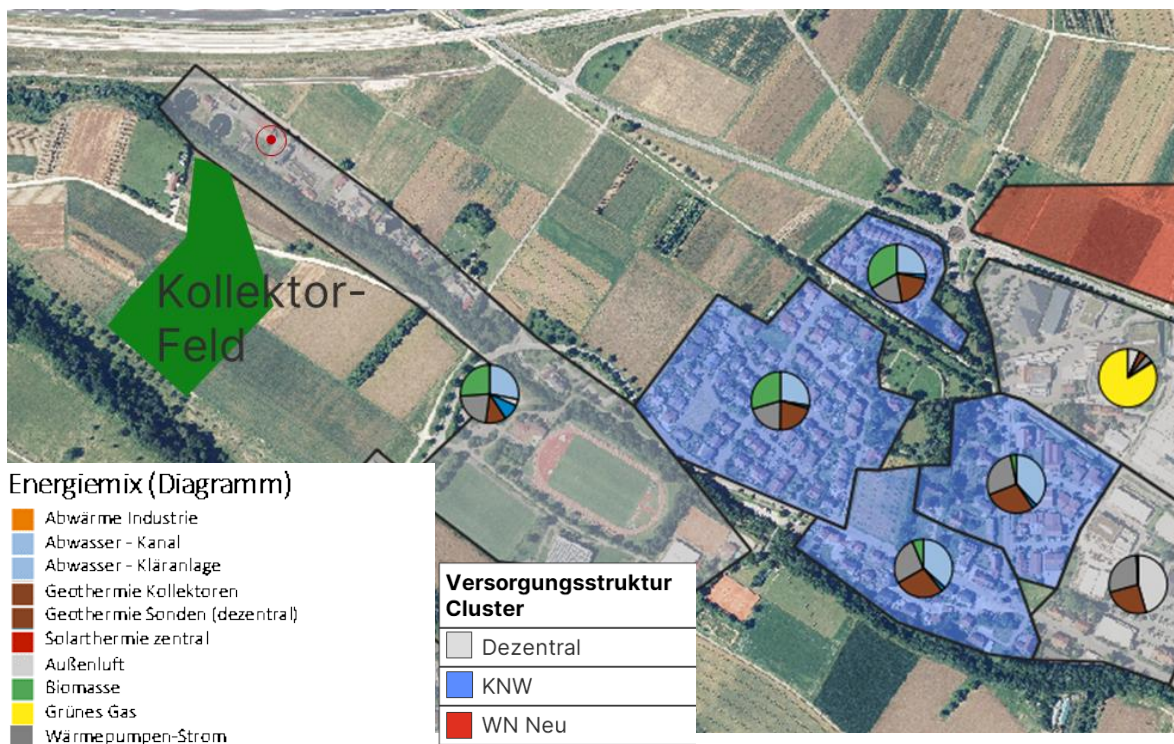 Kollektor-
Feld
Energiemix (Diagramm)
Abwärme Industrie
Abwasser - Kanal
Abwasser - Kläranlage
Geothermie Kollektoren
Geothermie Sonden (dezentral)
Solarthermie zentral
Außenluft
Biomasse
Grünes Gas
Wärmepumpen-Strom
Versorgungsstruktur
Cluster
Dezentral
KNW
WN Neu